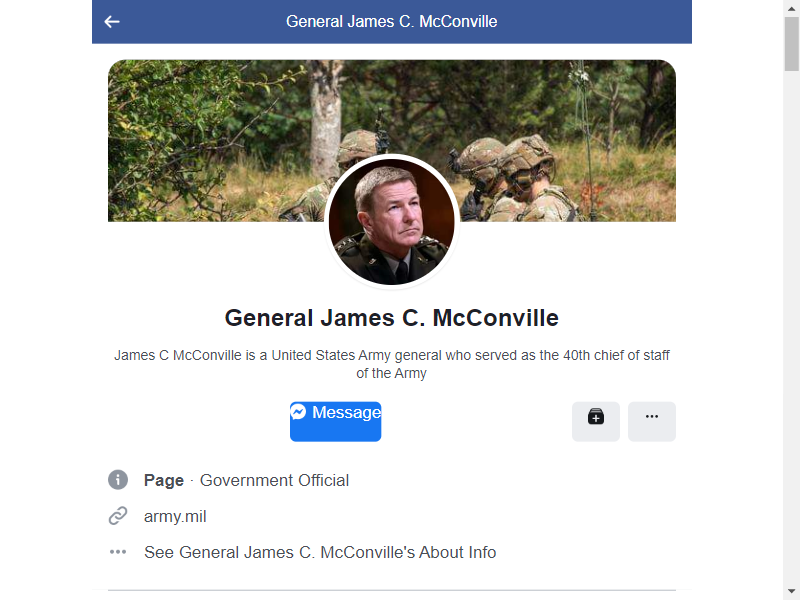 General James C. McConville
General James C. McConville
James C McConville is a United States Army general who served as the 40th chief of staff
of the Army
Message
Page · Government Official
army.mil
See General James C. McConville's About Info